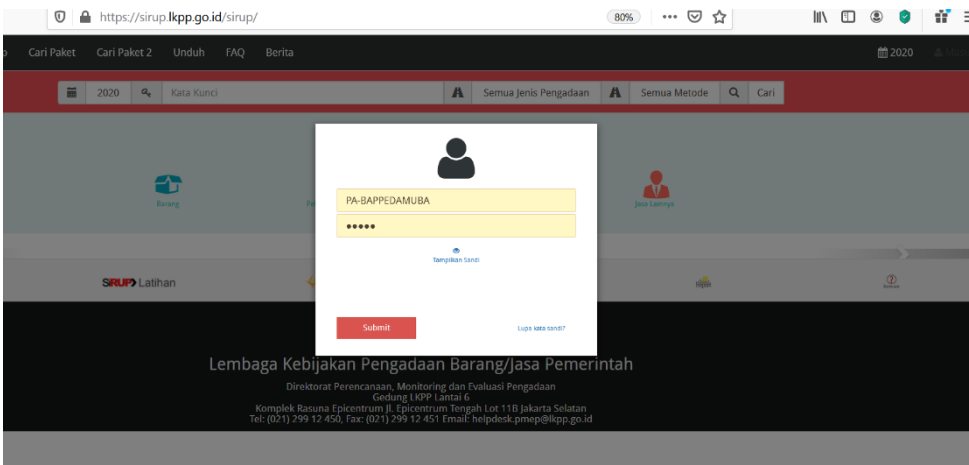 https://sirup.lkpp.go.id/sirup/
80%
Cari Paket Cari Paket 2 Unduh FAQ Berita 2020
2020 Kata Kunci Semua Jenis Pengadaan Semua Metode Cari
Barang
Jasa Lainnya
PA-BAPPEDAMUBA
•••••
Tampilkan Sandi
SiRUP Latihan
Submit
Lupa kata sandi?
Lembaga Kebijakan Pengadaan Barang/Jasa Pemerintah
Direktorat Perencanaan, Monitoring dan Evaluasi Pengadaan
Gedung LKPP Lantai 6
Komplek Rasuna Epicentrum Jl. Epicentrum Tengah Lot 11B Jakarta Selatan
Tel: (021) 299 12 450, Fax: (021) 299 12 451 Email: helpdesk.pmep@lkpp.go.id